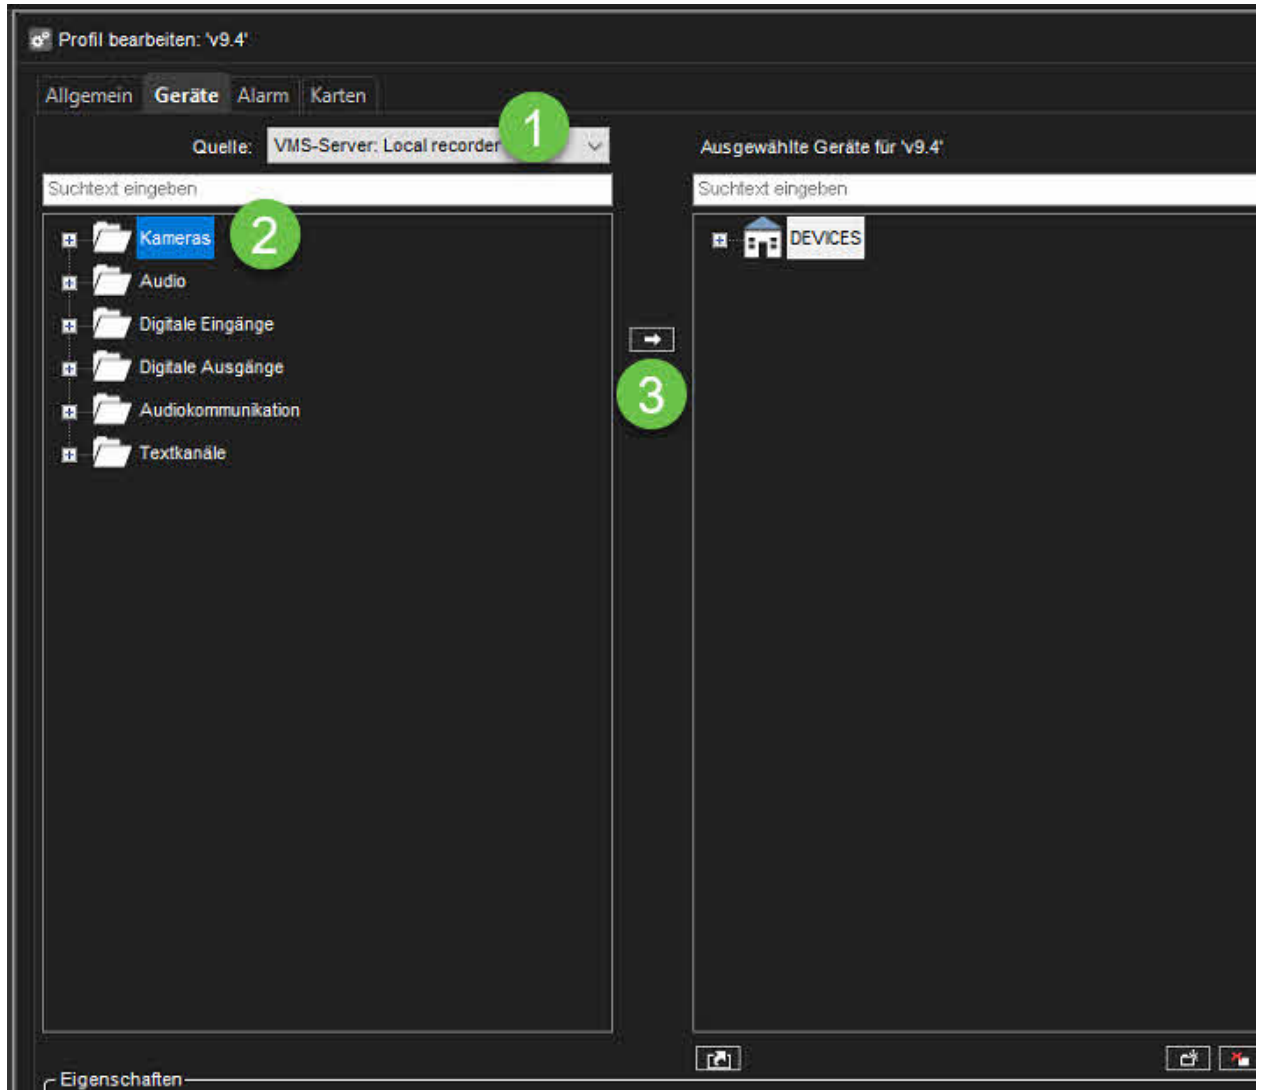 Profil bearbeiten: 'v9.4'
Allgemein Geräte Alarm Karten
Quelle: VMS-Server: Local recorder 1
Ausgewählte Geräte für 'v9.4'
Suchtext eingeben
Suchtext eingeben
Kameras 2
DEVICES
Audio
Digitale Eingänge
Digitale Ausgänge
3
Audiokommunikation
Textkanäle
Eigenschaften